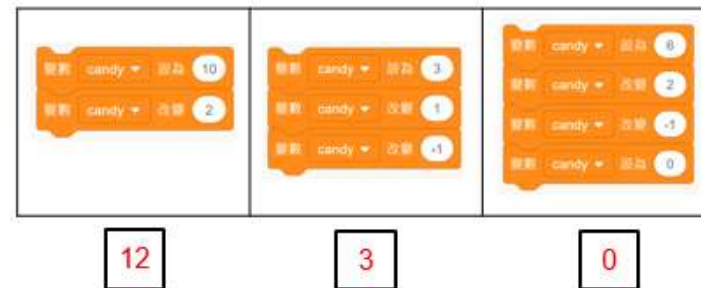 變數 candy 設為 10
變數 candy 改變 2
變數 candy 設為 3
變數 candy 改變 1
變數 candy 改變 -1
變數 candy 設為 6
變數 candy 改變 2
變數 candy 改變 -1
變數 candy 設為 0
12
3
0